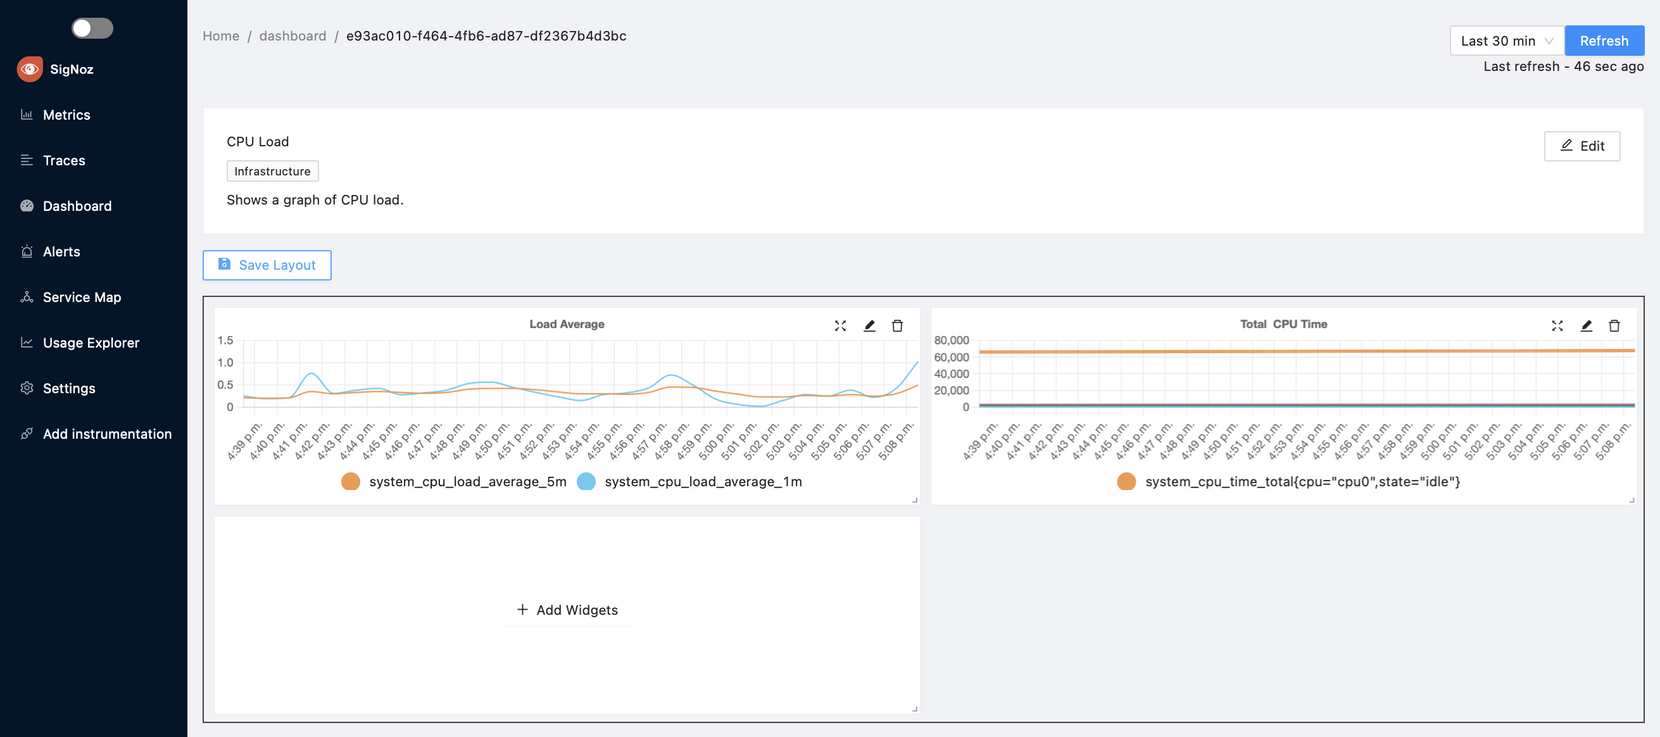 SigNoz
Metrics
Traces
Dashboard
Alerts
Service Map
Usage Explorer
Settings
Add instrumentation
Home / dashboard / e93ac010-f464-4fb6-ad87-df2367b4d3bc
Last 30 min
Refresh
Last refresh - 46 sec ago
CPU Load
Infrastructure
Shows a graph of CPU load.
Edit
Save Layout
Load Average
1.5
1.0
0.5
0
4:39 p.m. 4:40 p.m. 4:41 p.m. 4:42 p.m. 4:43 p.m. 4:44 p.m. 4:45 p.m. 4:46 p.m. 4:47 p.m. 4:48 p.m. 4:49 p.m. 4:50 p.m. 4:51 p.m. 4:52 p.m. 4:53 p.m. 4:54 p.m. 4:55 p.m. 4:56 p.m. 4:57 p.m. 4:58 p.m. 4:59 p.m. 5:00 p.m. 5:01 p.m. 5:02 p.m. 5:03 p.m. 5:04 p.m. 5:05 p.m. 5:06 p.m. 5:07 p.m. 5:08 p.m.
system_cpu_load_average_5m system_cpu_load_average_1m
Total CPU Time
80,000
60,000
40,000
20,000
0
4:39 p.m. 4:40 p.m. 4:41 p.m. 4:42 p.m. 4:43 p.m. 4:44 p.m. 4:45 p.m. 4:46 p.m. 4:47 p.m. 4:48 p.m. 4:49 p.m. 4:50 p.m. 4:51 p.m. 4:52 p.m. 4:53 p.m. 4:54 p.m. 4:55 p.m. 4:56 p.m. 4:57 p.m. 4:58 p.m. 4:59 p.m. 5:00 p.m. 5:01 p.m. 5:02 p.m. 5:03 p.m. 5:04 p.m. 5:05 p.m. 5:06 p.m. 5:07 p.m. 5:08 p.m.
system_cpu_time_total{cpu="cpu0",state="idle"}
+ Add Widgets